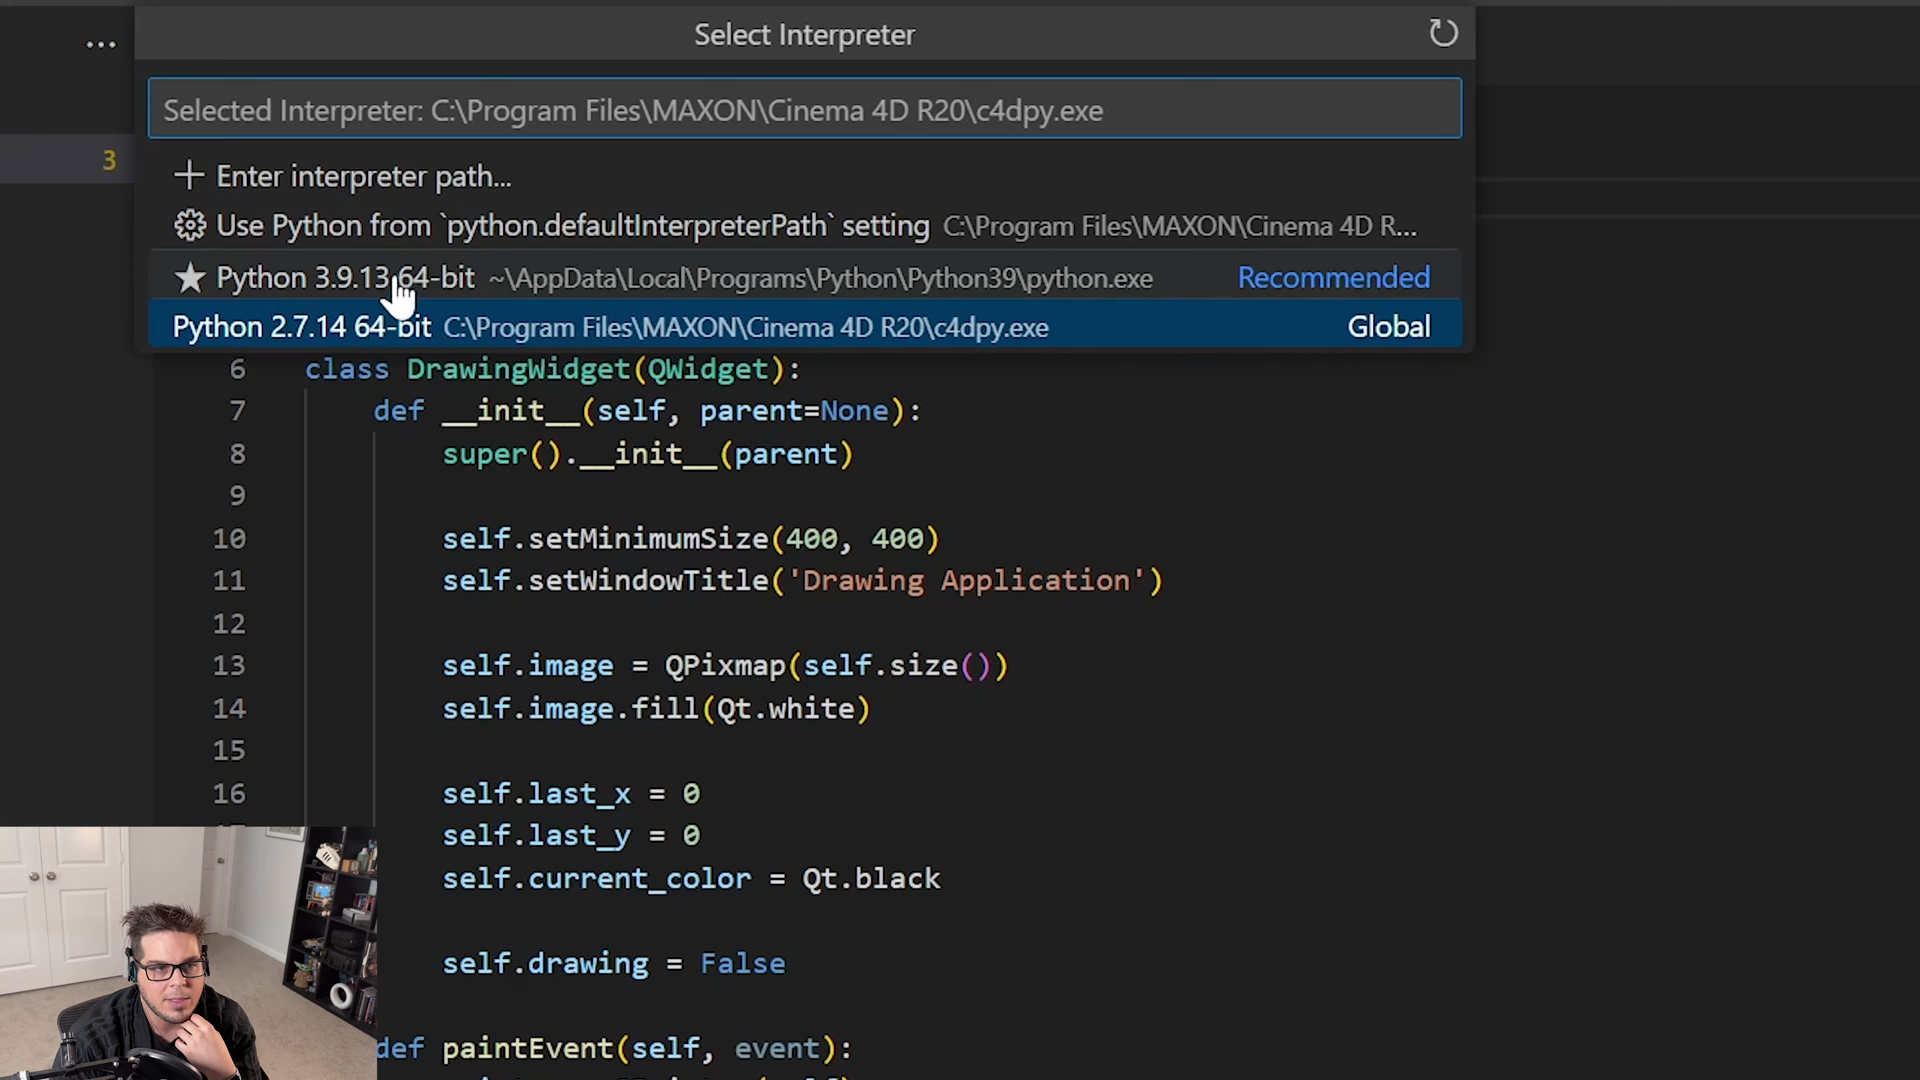 Select Interpreter
Selected Interpreter: C:\Program Files\MAXON\Cinema 4D R20\c4dpy.exe
Enter interpreter path...
3
Use Python from `python.defaultInterpreterPath` setting C:\Program Files\MAXON\Cinema 4D R...
Python 3.9.13 64-bit ~\AppData\Local\Programs\Python\Python39\python.exe Recommended
Python 2.7.14 64-bit C:\Program Files\MAXON\Cinema 4D R20\c4dpy.exe Global
6 class DrawingWidget(QWidget):
7 def __init__(self, parent=None):
8 super().__init__(parent)
9
10 self.setMinimumSize(400, 400)
11 self.setWindowTitle('Drawing Application')
12
13 self.image = QPixmap(self.size())
14 self.image.fill(Qt.white)
15
16 self.last_x = 0
self.last_y = 0
self.current_color = Qt.black
self.drawing = False
def paintEvent(self, event):